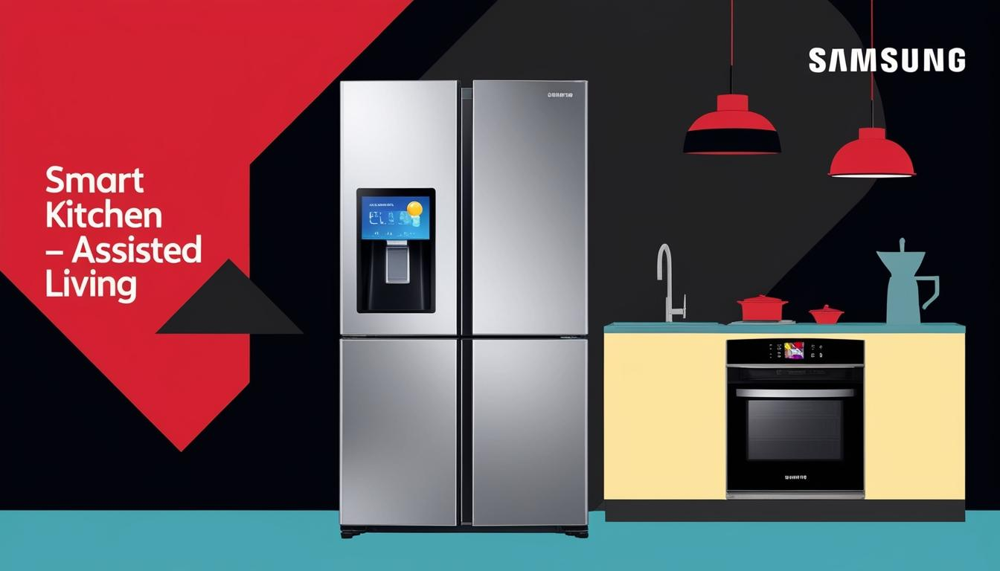 Smart
Kitchen
– Assisted
Living
SAMSUNG